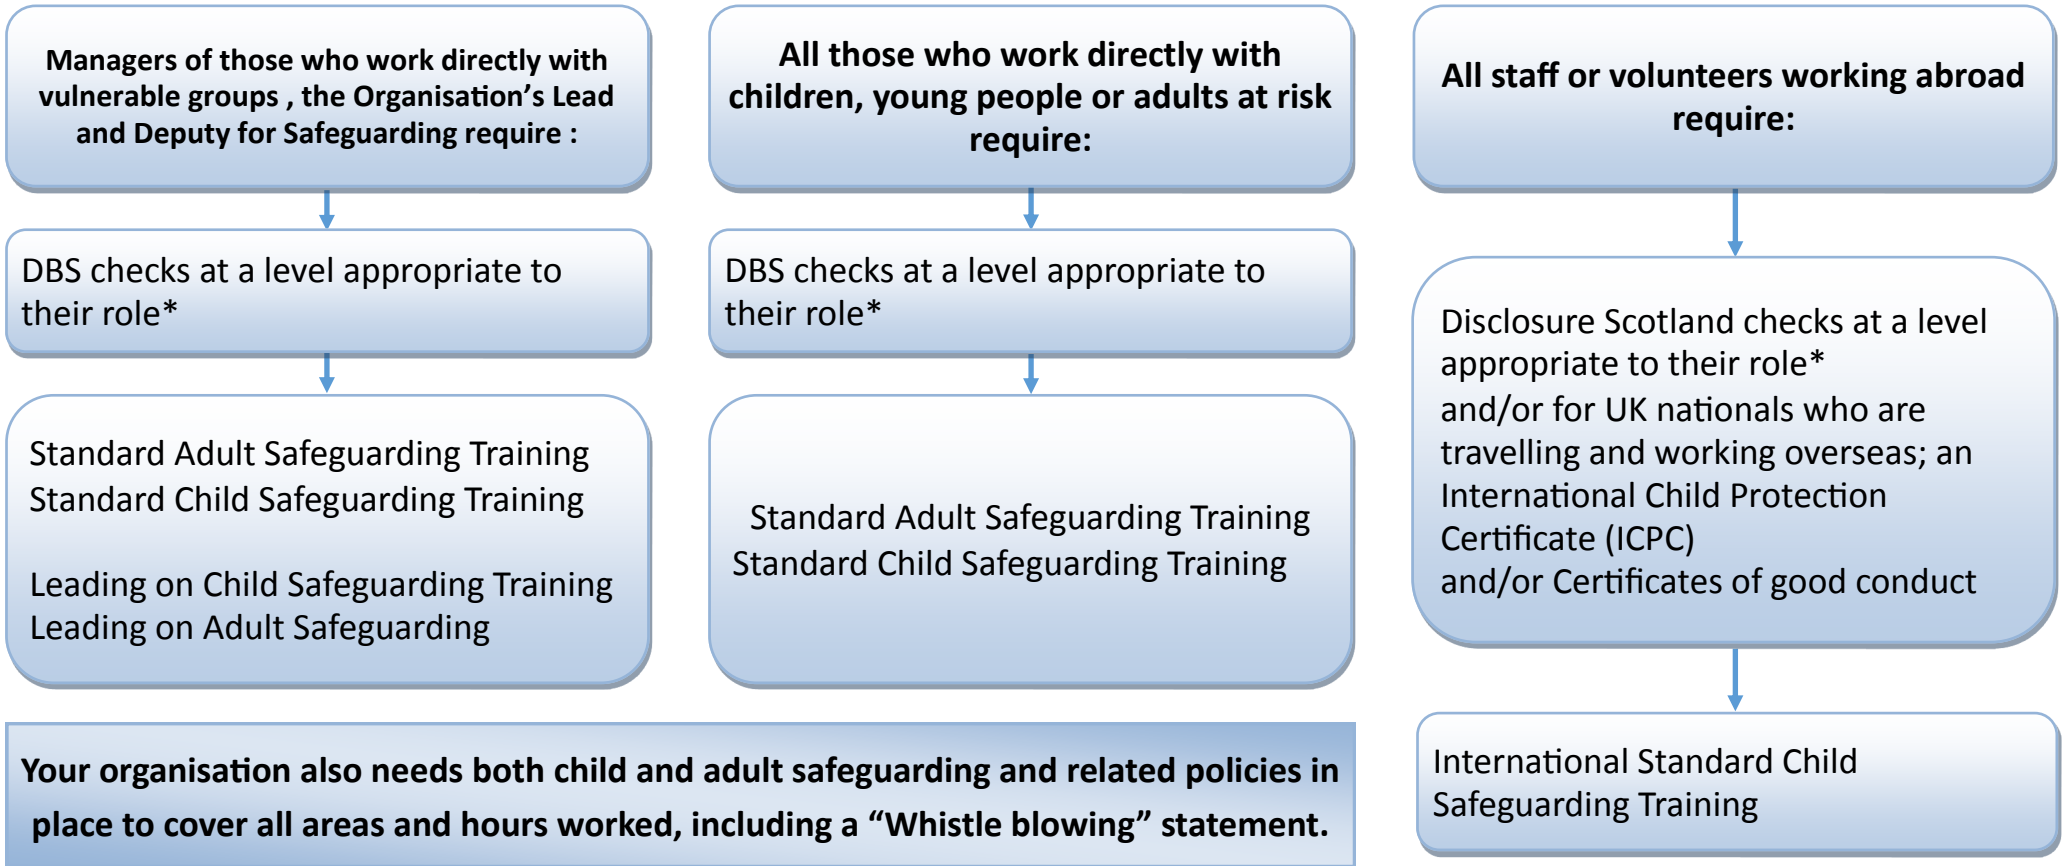 Managers of those who work directly with
vulnerable groups , the Organisation’s Lead
and Deputy for Safeguarding require :
DBS checks at a level appropriate to
their role*
Standard Adult Safeguarding Training
Standard Child Safeguarding Training
Leading on Child Safeguarding Training
Leading on Adult Safeguarding
All those who work directly with
children, young people or adults at risk
require:
DBS checks at a level appropriate to
their role*
Standard Adult Safeguarding Training
Standard Child Safeguarding Training
All staff or volunteers working abroad
require:
Disclosure Scotland checks at a level
appropriate to their role*
and/or for UK nationals who are
travelling and working overseas; an
International Child Protection
Certificate (ICPC)
and/or Certificates of good conduct
International Standard Child
Safeguarding Training
Your organisation also needs both child and adult safeguarding and related policies in
place to cover all areas and hours worked, including a “Whistle blowing” statement.